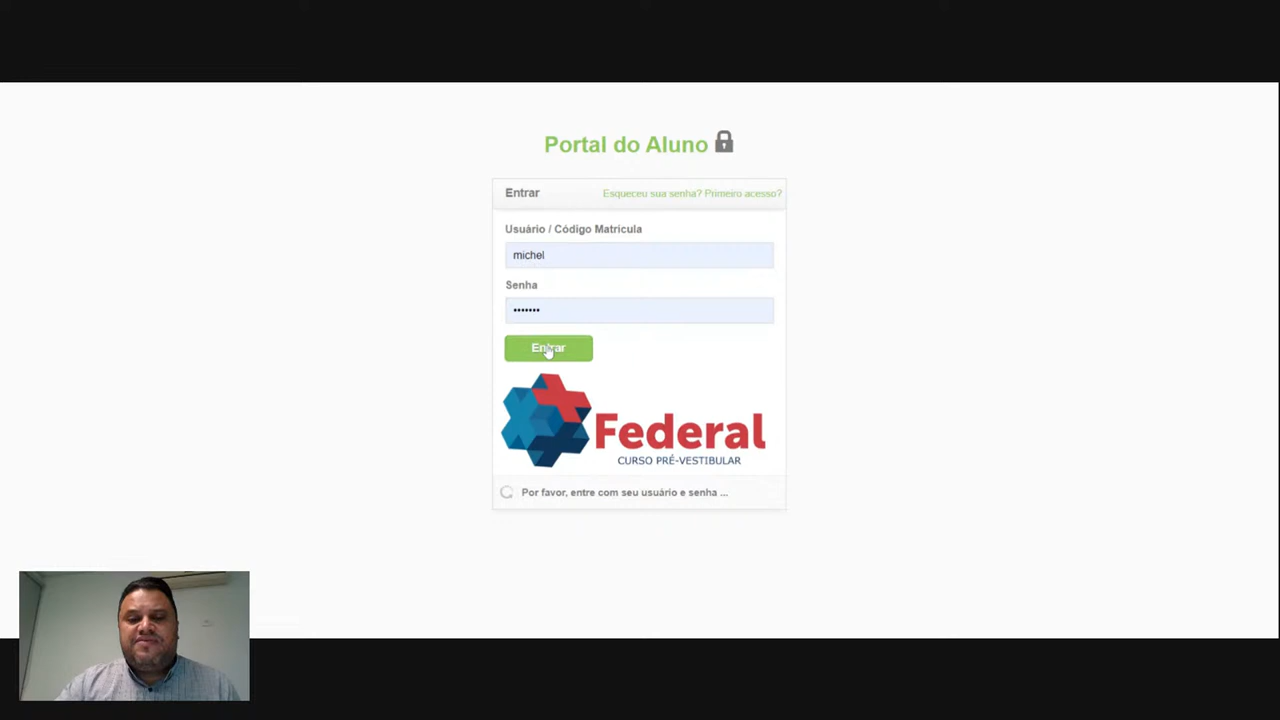 Portal do Aluno
Entrar
Esqueceu sua senha? Primeiro acesso?
Usuário / Código Matrícula
michel
Senha
•••••••
Entrar
Federal
CURSO PRÉ-VESTIBULAR
Por favor, entre com seu usuário e senha ...